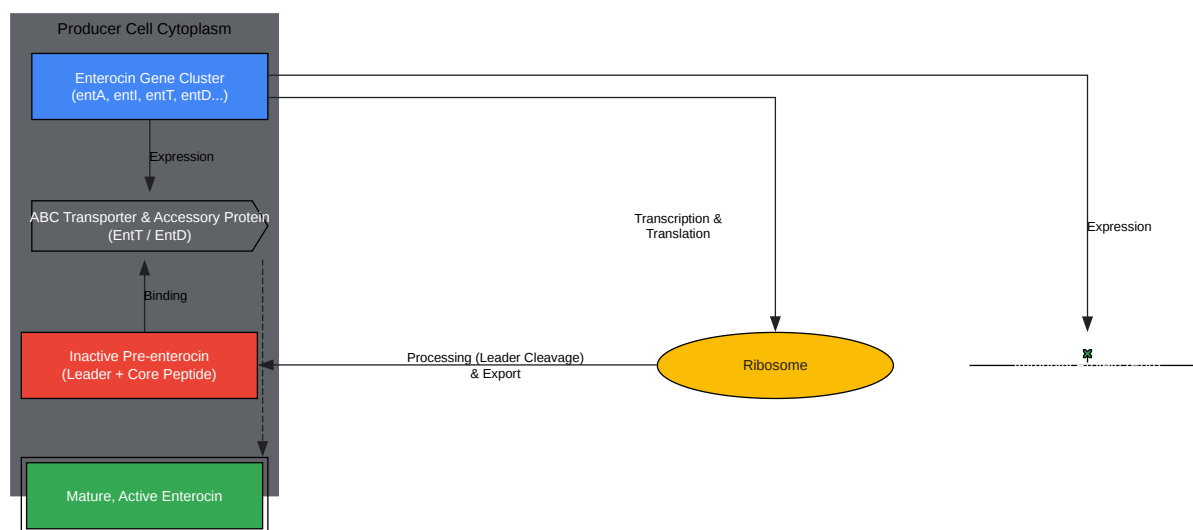 Producer Cell Cytoplasm
Enterocin Gene Cluster
(entA, entI, entT, entD...)
Expression
ABC Transporter & Accessory Protein
(EntT / EntD)
Transcription &
Translation
Expression
Binding
Inactive Pre-enterocin
(Leader + Core Peptide)
Processing (Leader Cleavage)
& Export
Ribosome
Mature, Active Enterocin